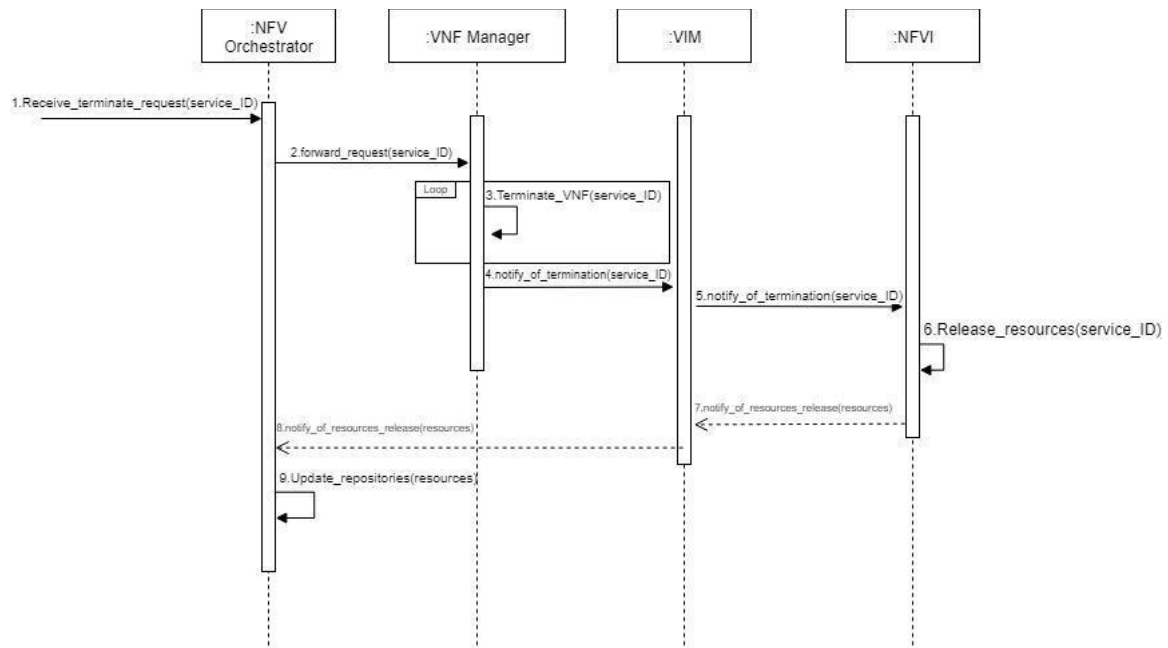 :NFV
Orchestrator
:VNF Manager
:VIM
:NFVI
1.Receive_terminate_request(service_ID)
2.forward_request(service_ID)
Loop
3.Terminate_VNF(service_ID)
4.notify_of_termination(service_ID)
5.notify_of_termination(service_ID)
6.Release_resources(service_ID)
7.notify_of_resources_release(resources)
8.notify_of_resources_release(resources)
9.Update_repositories(resources)